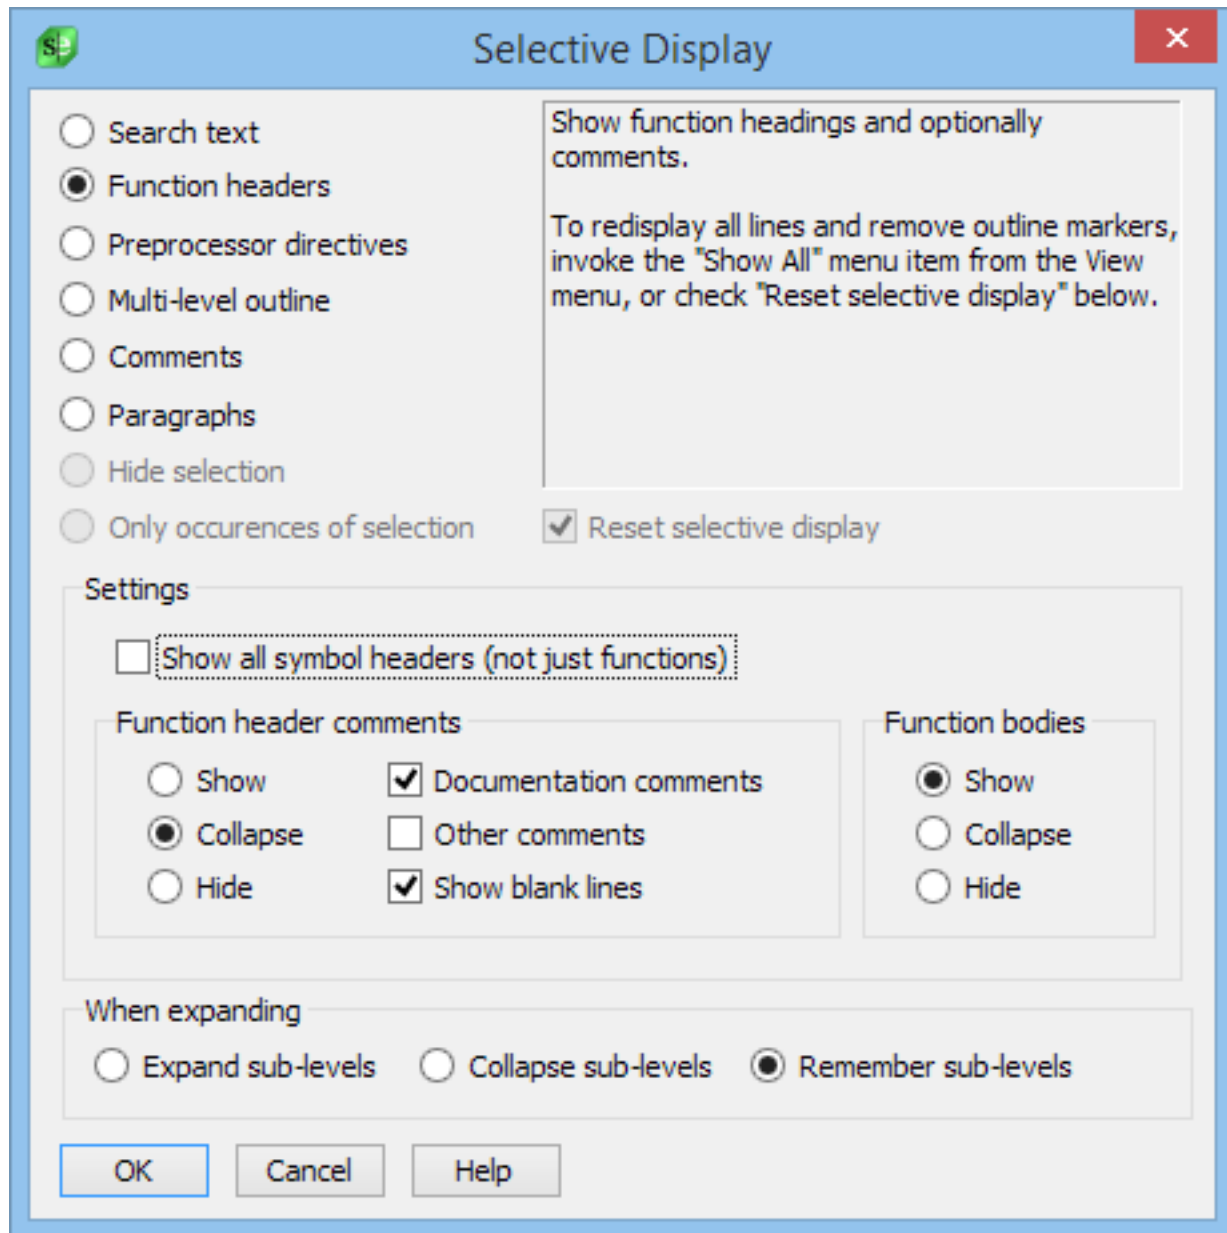 Selective Display
Search text
Function headers
Preprocessor directives
Multi-level outline
Comments
Paragraphs
Hide selection
Only occurences of selection
Show function headings and optionally
comments.
To redisplay all lines and remove outline markers,
invoke the "Show All" menu item from the View
menu, or check "Reset selective display" below.
Reset selective display
Settings
Show all symbol headers (not just functions)
Function header comments
Show
Collapse
Hide
Documentation comments
Other comments
Show blank lines
Function bodies
Show
Collapse
Hide
When expanding
Expand sub-levels
Collapse sub-levels
Remember sub-levels
OK
Cancel
Help